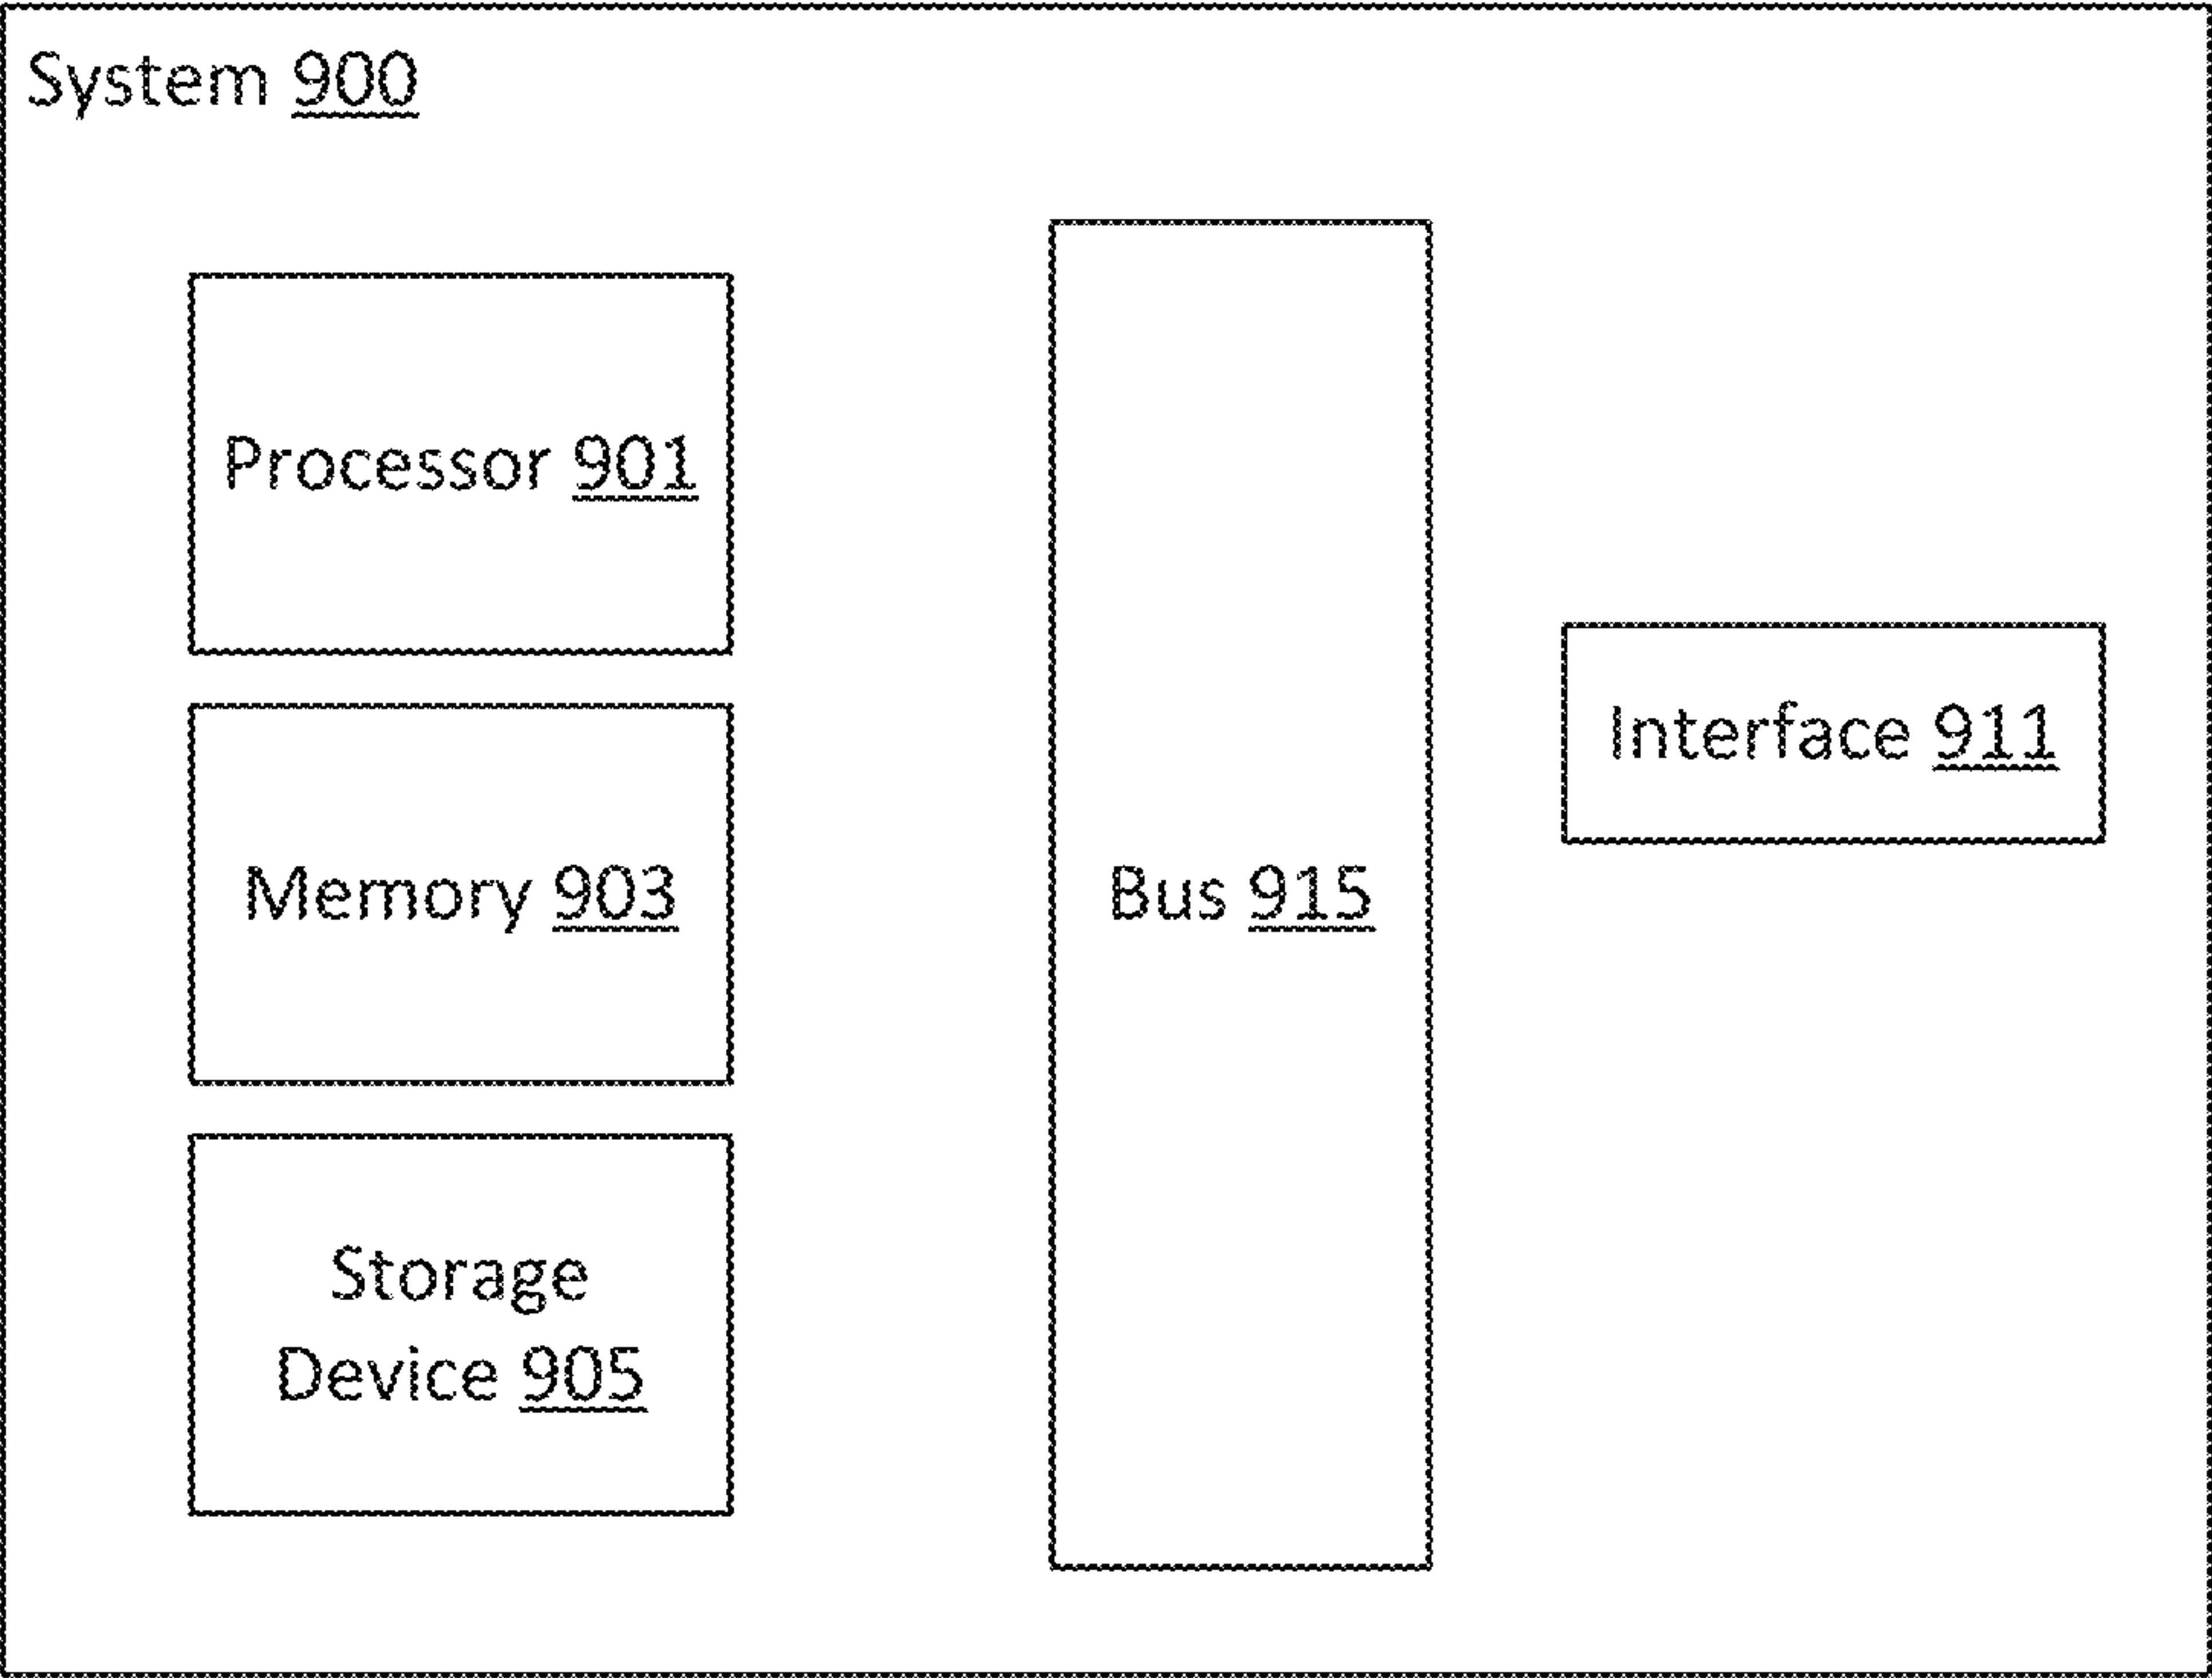 System 900
Processor 901
Memory 903
Storage
Device 905
Bus 915
Interface 911